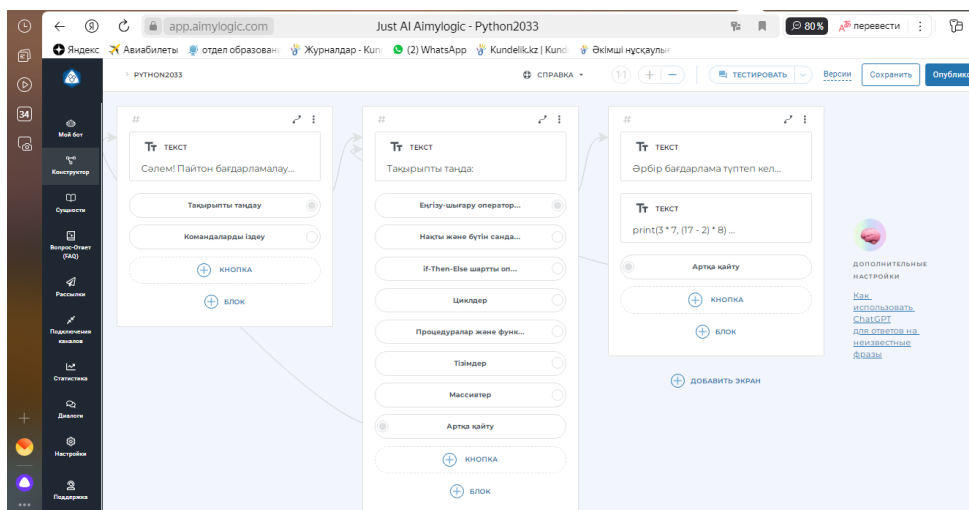 app.aimylogic.com
Just AI Aimylogic - Python2033
80%
перевести
Яндекс
Авиабилеты
отдел образован
Журналдар - Kun
(2) WhatsApp
Kundelik.kz | Kund
Әкімші нұсқаулы
34
PYTHON2033
СПРАВКА
1:1
ТЕСТИРОВАТЬ
Версии
Сохранить
Опублико
Мой бот
Конструктор
Сущности
Вопрос-Ответ
(FAQ)
Рассылки
Подключения
каналов
Статистика
Диалоги
Настройки
Поддержка
#
Тт ТЕКСТ
Сәлем! Пайтон бағдарламалау...
Тақырыпты таңдау
Командаларды іздеу
КНОПКА
БЛОК
#
Тт ТЕКСТ
Тақырыпты таңда:
Еңгізу-шығару оператор...
Нақты және бүтін санда...
if-Then-Else шартты оп...
Циклдер
Процедуралар және функ...
Тізімдер
Массивтер
Артқа қайту
КНОПКА
БЛОК
#
Тт ТЕКСТ
Әрбір бағдарлама түптеп кел...
Тт ТЕКСТ
print(3 * 7, (17 - 2) * 8) ...
Артқа қайту
КНОПКА
БЛОК
ДОБАВИТЬ ЭКРАН
ДОПОЛНИТЕЛЬНЫЕ
НАСТРОЙКИ
Как
использовать
ChatGPT
для ответов на
неизвестные
фразы